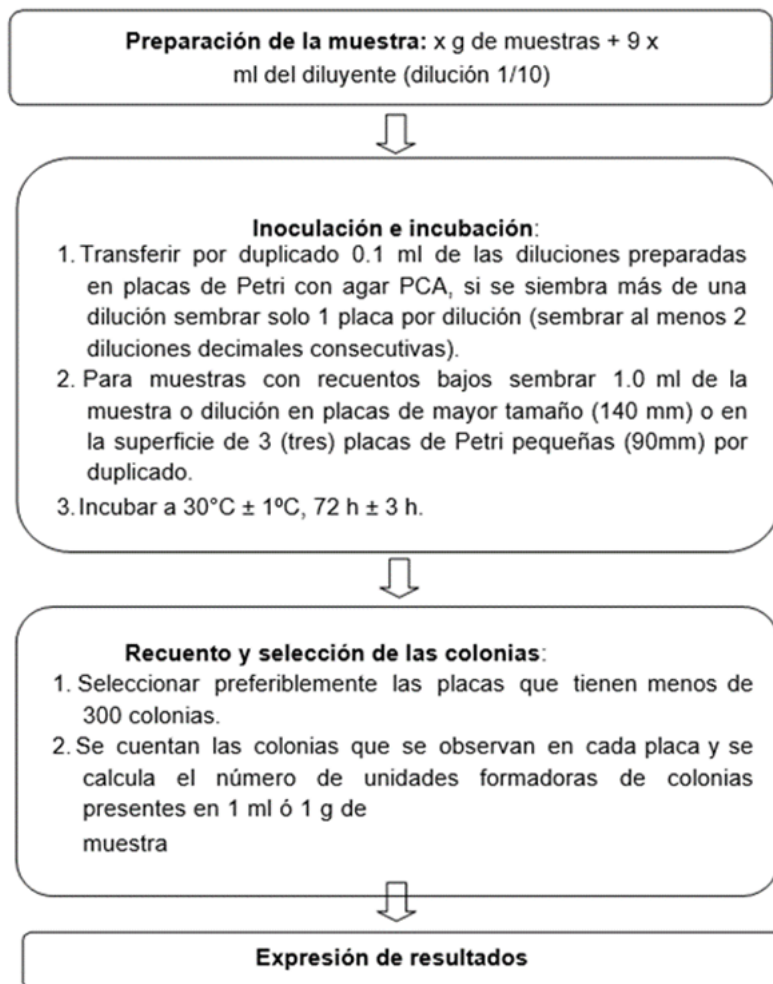 Preparación de la muestra: x g de muestras + 9 x
ml del diluyente (dilución 1/10)
Inoculación e incubación:
1. Transferir por duplicado 0.1 ml de las diluciones preparadas
en placas de Petri con agar PCA, si se siembra más de una
dilución sembrar solo 1 placa por dilución (sembrar al menos 2
diluciones decimales consecutivas).
2. Para muestras con recuentos bajos sembrar 1.0 ml de la
muestra o dilución en placas de mayor tamaño (140 mm) o en
la superficie de 3 (tres) placas de Petri pequeñas (90mm) por
duplicado.
3. Incubar a 30°C ± 1ºC, 72 h ± 3 h.
Recuento y selección de las colonias:
1. Seleccionar preferiblemente las placas que tienen menos de
300 colonias.
2. Se cuentan las colonias que se observan en cada placa y se
calcula el número de unidades formadoras de colonias
presentes en 1 ml ó 1 g de
muestra
Expresión de resultados